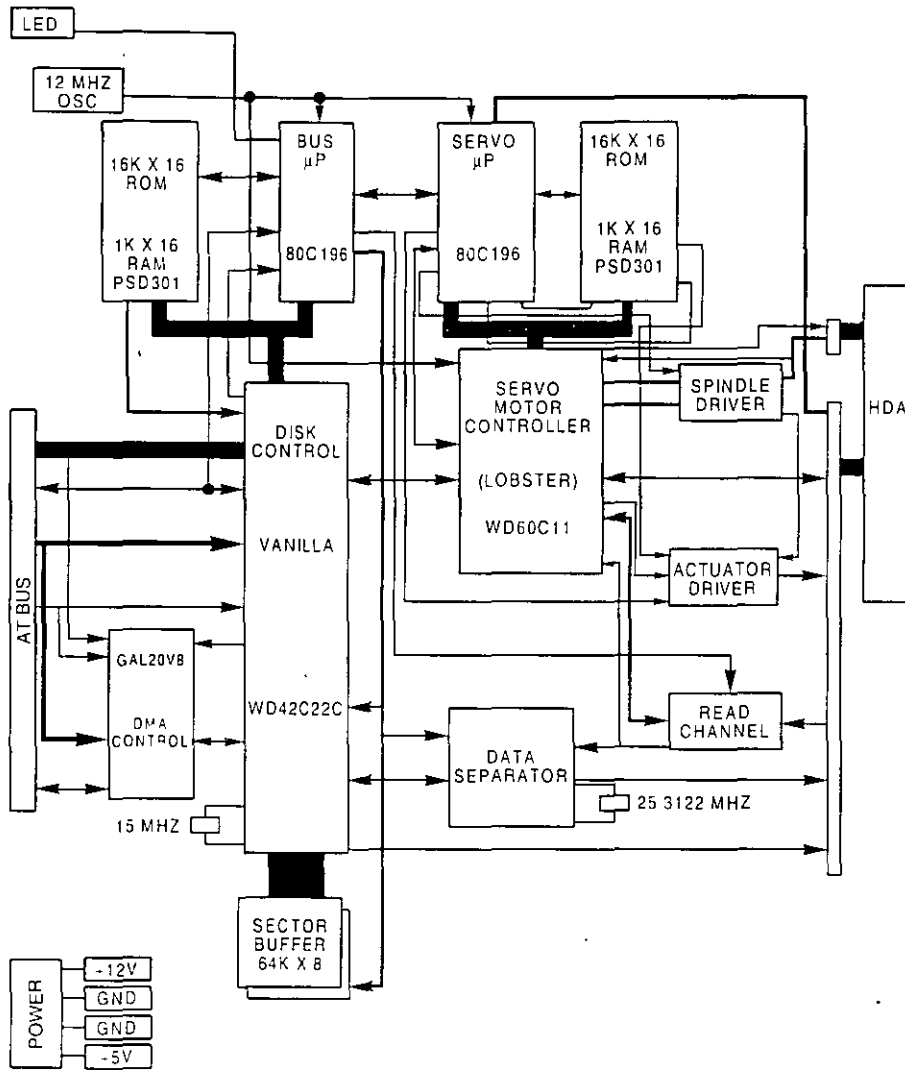 LED
12 MHZ
OSC
16K X 16
ROM
1K X 16
RAM
PSD301
BUS
µP
80C196
SERVO
µP
80C196
16K X 16
ROM
1K X 16
RAM
PSD301
AT BUS
DISK
CONTROL
VANILLA
WD42C22C
SERVO
MOTOR
CONTROLLER
(LOBSTER)
WD60C11
SPINDLE
DRIVER
HDA
ACTUATOR
DRIVER
GAL20V8
DMA
CONTROL
READ
CHANNEL
DATA
SEPARATOR
25 3122 MHZ
15 MHZ
SECTOR
BUFFER
64K X 8
POWER
-12V
GND
GND
-5V